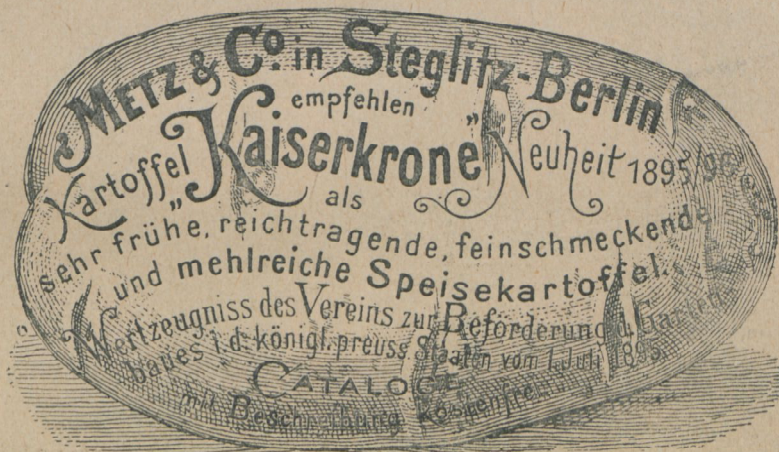 METZ & Co. in Steglitz-Berlin
empfehlen
Kartoffel „Kaiserkrone" Neuheit 1895/96
als
sehr frühe, reichtragende, feinschmeckende
und mehlreiche Speisekartoffel.
Wertzeugniss des Vereins zur Beförderung d. Garten-
baues i.d. königl. preuss. Staaten vom 1. Juli 1895.
CATALOGE
mit Beschreibung kostenfrei.